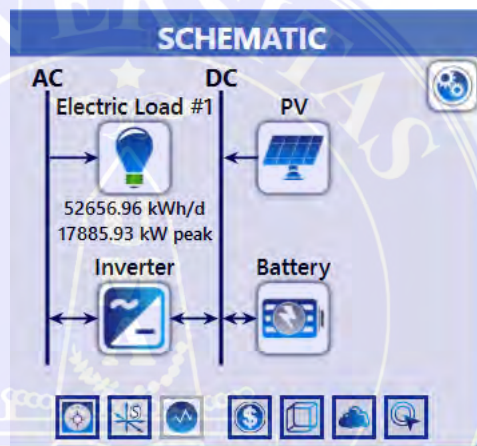 SCHEMATIC
AC
DC
Electric Load #1
PV
52656.96 kWh/d
17885.93 kW peak
Inverter
Battery